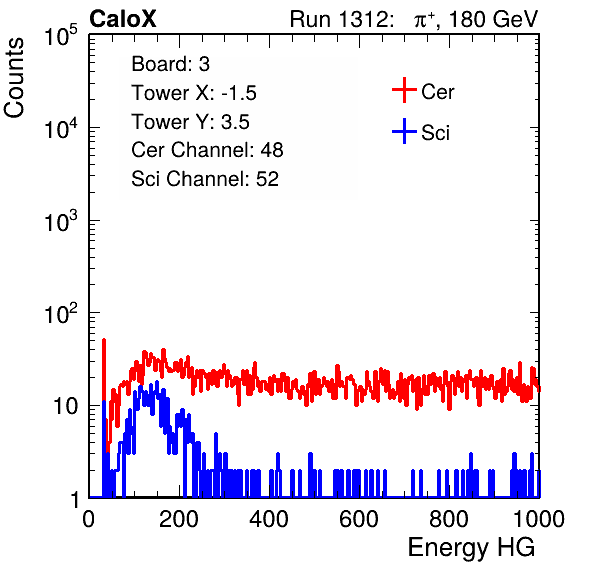 CaloX Run 1312: π⁺, 180 GeV
Counts
10⁵
10⁴
10³
10²
10
1
Board: 3
Tower X: -1.5
Tower Y: 3.5
Cer Channel: 48
Sci Channel: 52
Cer
Sci
0 200 400 600 800 1000
Energy HG